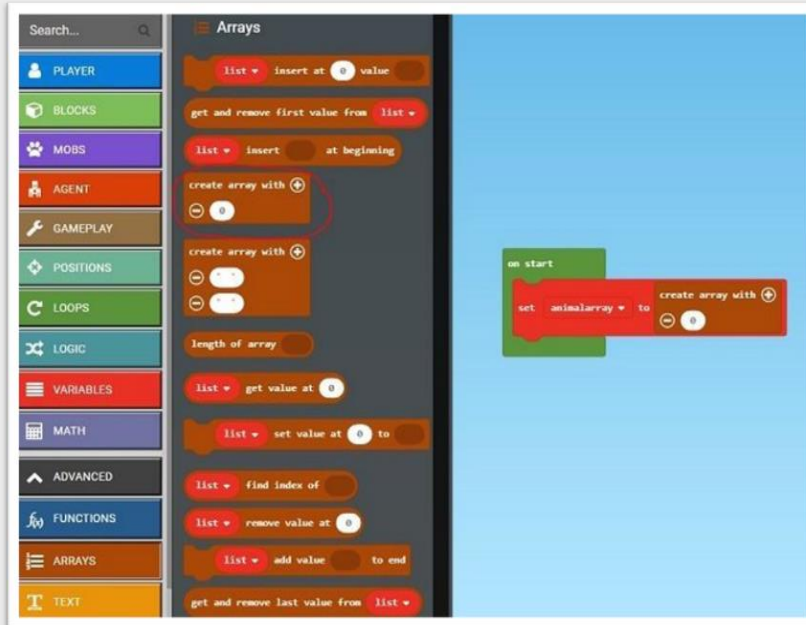 Search...
PLAYER
BLOCKS
MOBS
AGENT
GAMEPLAY
POSITIONS
LOOPS
LOGIC
VARIABLES
MATH
ADVANCED
FUNCTIONS
ARRAYS
TEXT
Arrays
list insert at 0 value
get and remove first value from list
list insert at beginning
create array with
0
create array with
" "
" "
length of array
list get value at 0
list set value at 0 to
list find index of
list remove value at 0
list add value to end
get and remove last value from list
on start
set animalarray to create array with
0